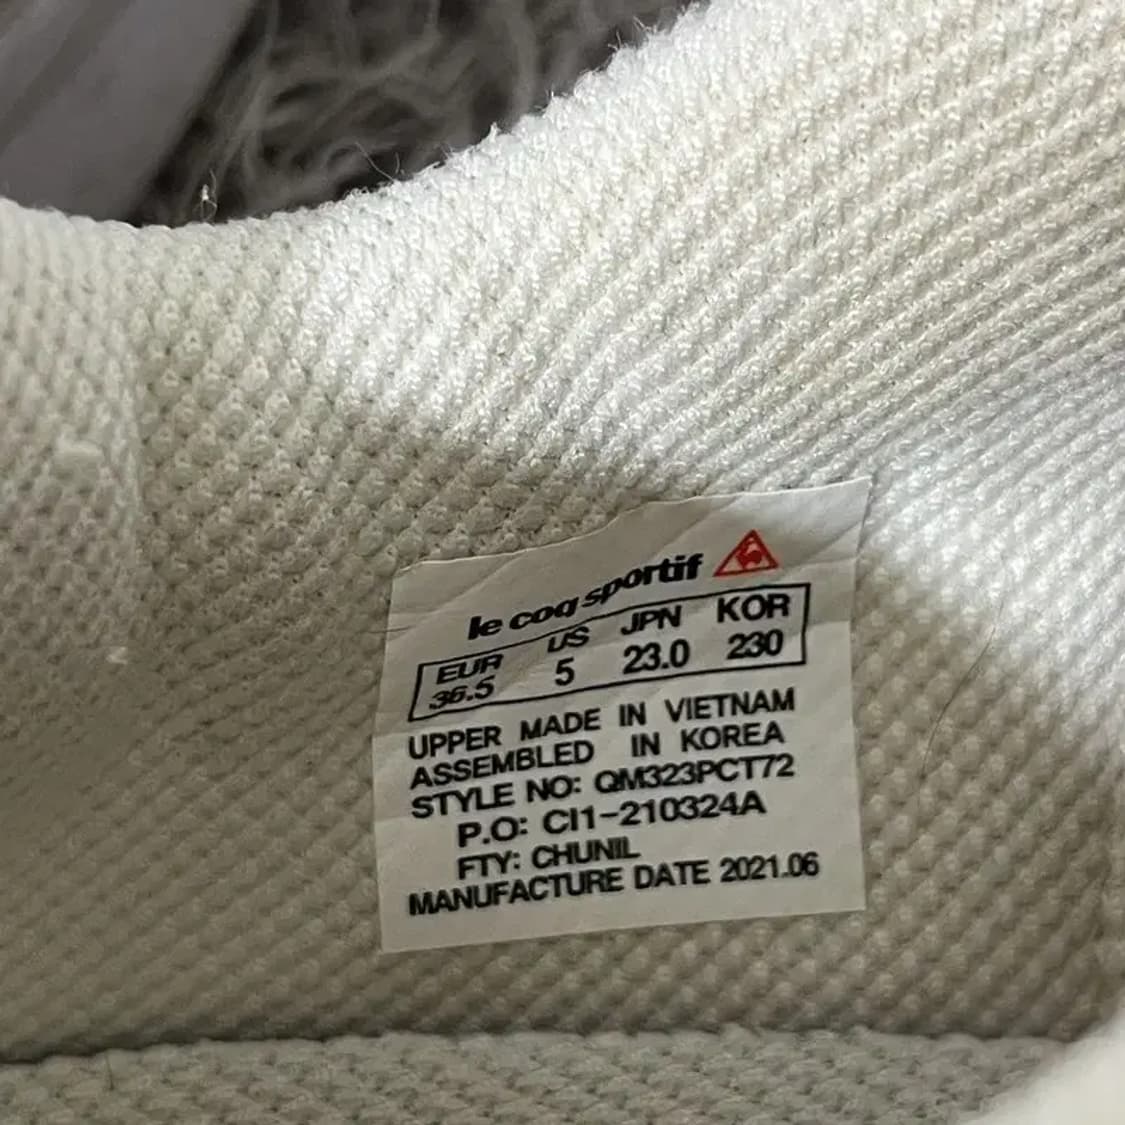 le coq sportif
EUR US JPN KOR
36.5 5 23.0 230
UPPER MADE IN VIETNAM
ASSEMBLED IN KOREA
STYLE NO: QM323PCT72
P.O: CI1-210324A
FTY: CHUNIL
MANUFACTURE DATE 2021.06